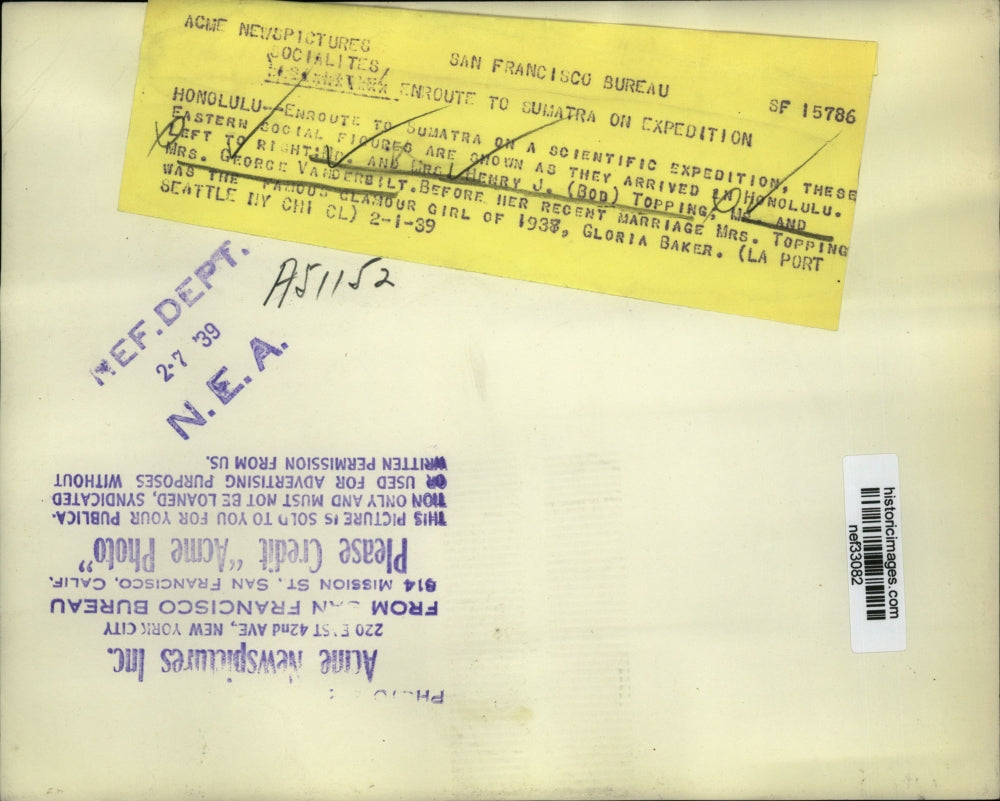 ACME NEWSPICTURES
SAN FRANCISCO BUREAU
SF 15786
SOCIALITES
ENROUTE TO SUMATRA ON EXPEDITION
HONOLULU--ENROUTE TO SUMATRA ON A SCIENTIFIC EXPEDITION, THESE
EASTERN SOCIAL FIGURES ARE SHOWN AS THEY ARRIVED IN HONOLULU.
LEFT TO RIGHT: MR. AND MRS. HENRY J. (BOB) TOPPING, MR. AND
MRS. GEORGE VANDERBILT. BEFORE HER RECENT MARRIAGE MRS. TOPPING
WAS THE FAMOUS GLAMOUR GIRL OF 1937, GLORIA BAKER. (LA PORT
SEATTLE NY CHI CL) 2-1-39
A51152
REF. DEPT.
2-7 '39
N. E. A.
PHOTO
Acme Newspictures Inc.
220 EAST 42nd AVE, NEW YORK CITY
FROM SAN FRANCISCO BUREAU
814 MISSION ST. SAN FRANCISCO, CALIF.
Please Credit "Acme Photo"
THIS PICTURE IS SOLD TO YOU FOR YOUR PUBLICA-
TION ONLY AND MUST NOT BE LOANED, SYNDICATED
OR USED FOR ADVERTISING PURPOSES WITHOUT
WRITTEN PERMISSION FROM US.
historicimages.com
nef33082